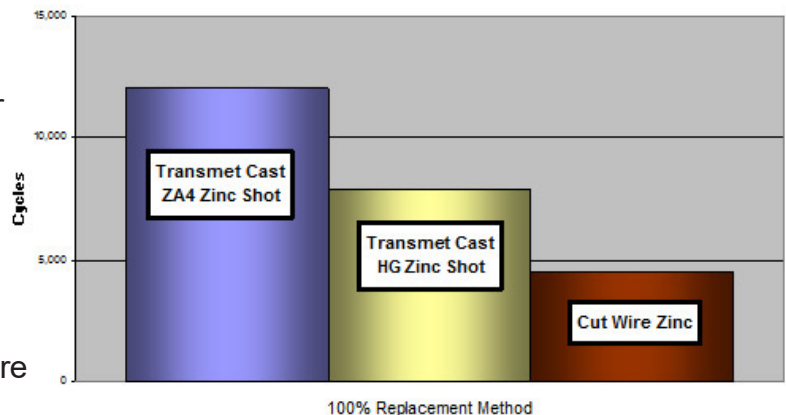 15,000
10,000
5,000
0
Cycles
Transmet Cast
ZA4 Zinc Shot
Transmet Cast
HG Zinc Shot
Cut Wire Zinc
re
100% Replacement Method